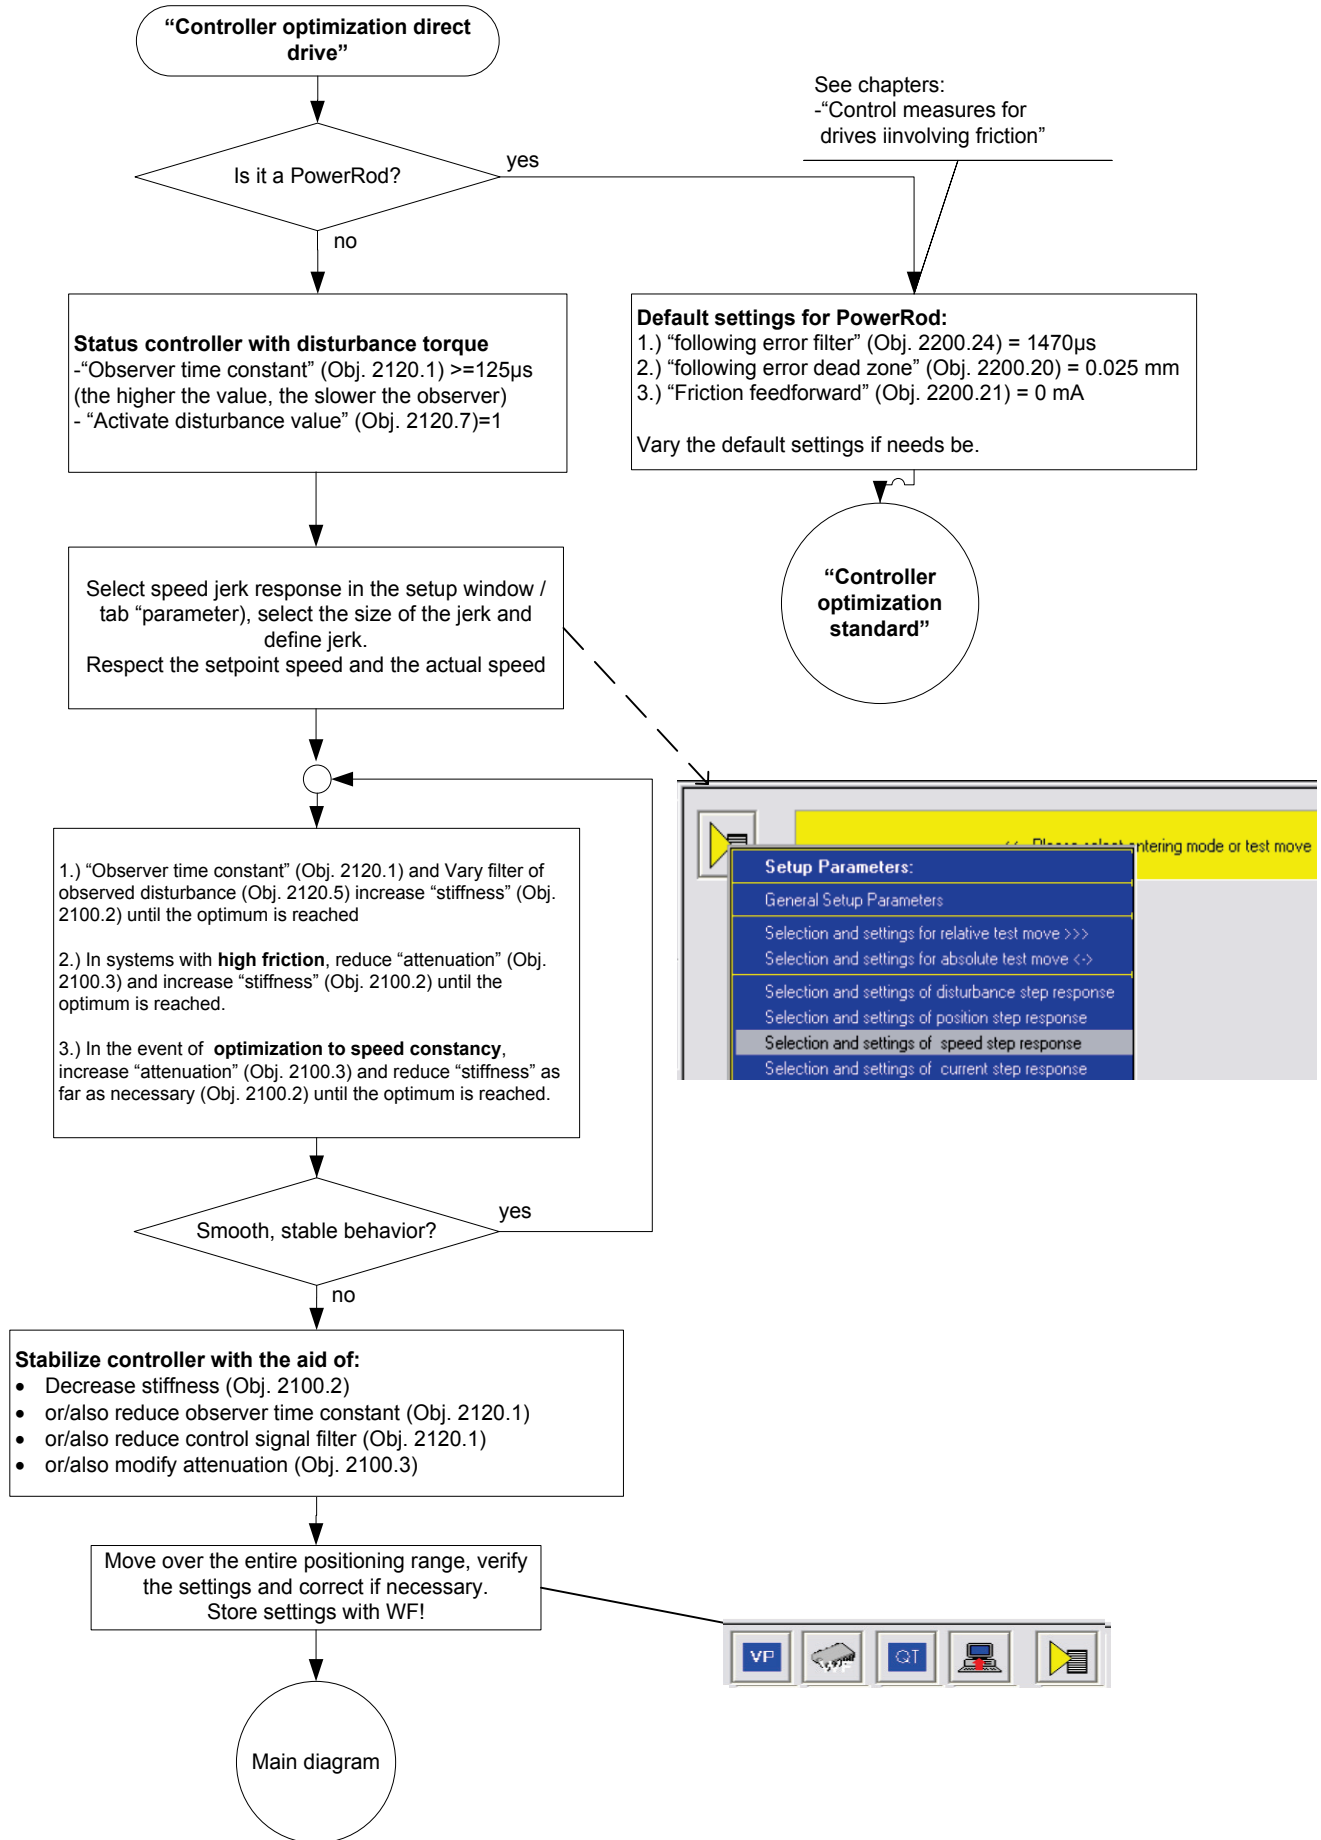 “Controller optimization direct
drive”
See chapters:
-“Control measures for
drives iinvolving friction”
Is it a PowerRod?
yes
no
Status controller with disturbance torque
-“Observer time constant” (Obj. 2120.1) >=125µs
(the higher the value, the slower the observer)
- “Activate disturbance value” (Obj. 2120.7)=1
Default settings for PowerRod:
1.) “following error filter” (Obj. 2200.24) = 1470µs
2.) “following error dead zone” (Obj. 2200.20) = 0.025 mm
3.) “Friction feedforward” (Obj. 2200.21) = 0 mA
Vary the default settings if needs be.
“Controller
optimization
standard”
Select speed jerk response in the setup window /
tab “parameter), select the size of the jerk and
define jerk.
Respect the setpoint speed and the actual speed
1.) “Observer time constant” (Obj. 2120.1) and Vary filter of
observed disturbance (Obj. 2120.5) increase “stiffness” (Obj.
2100.2) until the optimum is reached
2.) In systems with high friction, reduce “attenuation” (Obj.
2100.3) and increase “stiffness” (Obj. 2100.2) until the
optimum is reached.
3.) In the event of optimization to speed constancy,
increase “attenuation” (Obj. 2100.3) and reduce “stiffness” as
far as necessary (Obj. 2100.2) until the optimum is reached.
entering mode or test move
Setup Parameters:
General Setup Parameters
Selection and settings for relative test move >>>
Selection and settings for absolute test move <->
Selection and settings of disturbance step response
Selection and settings of position step response
Selection and settings of speed step response
Selection and settings of current step response
Smooth, stable behavior?
yes
no
Stabilize controller with the aid of:
• Decrease stiffness (Obj. 2100.2)
• or/also reduce observer time constant (Obj. 2120.1)
• or/also reduce control signal filter (Obj. 2120.1)
• or/also modify attenuation (Obj. 2100.3)
Move over the entire positioning range, verify
the settings and correct if necessary.
Store settings with WF!
VP
QT
Main diagram